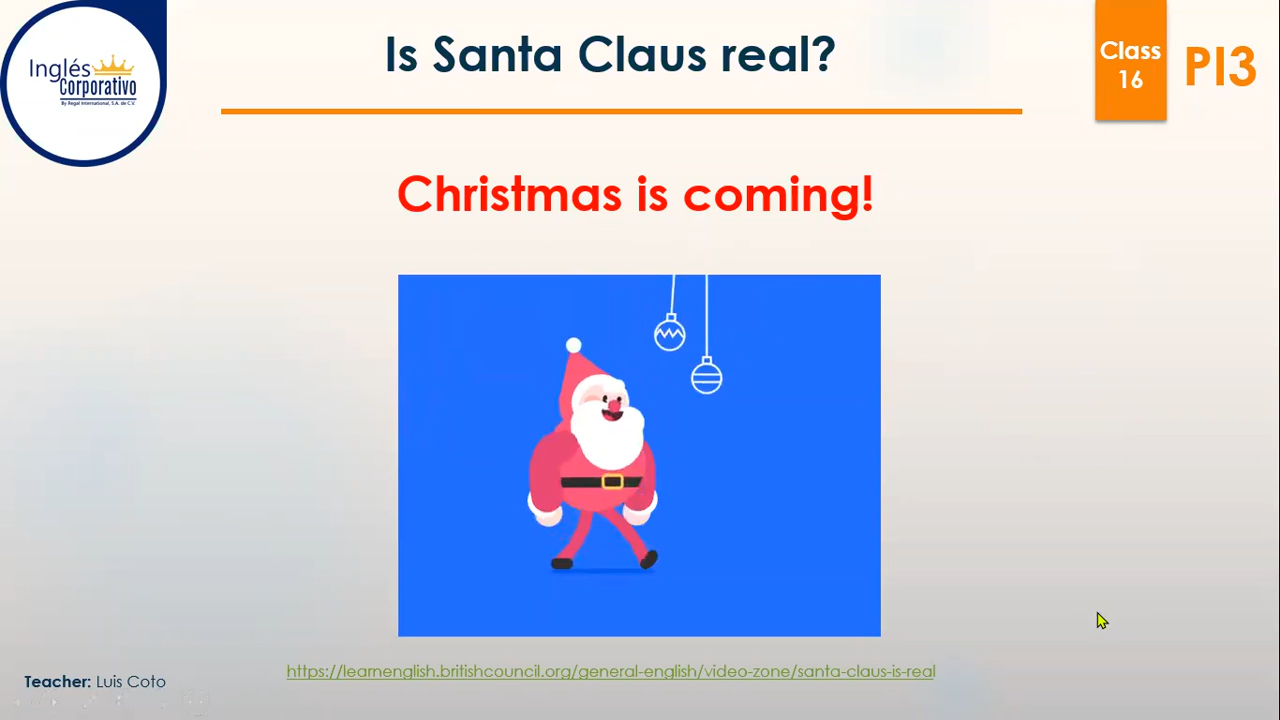 Inglés
Corporativo
By Regal International, S.A. de C.V.
Is Santa Claus real?
Class
16
PI3
Christmas is coming!
https://learnenglish.britishcouncil.org/general-english/video-zone/santa-claus-is-real
Teacher: Luis Coto